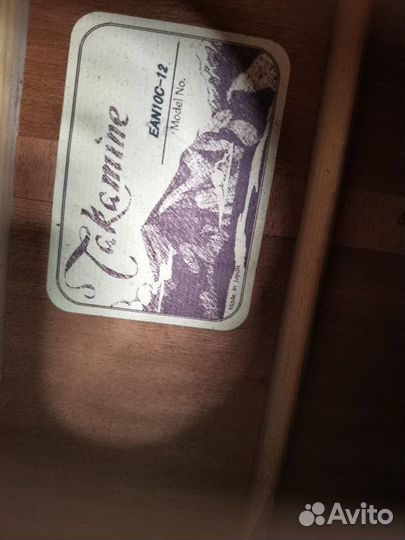 Takamine
EAN10C-12
Model No.
Made in Japan
Avito